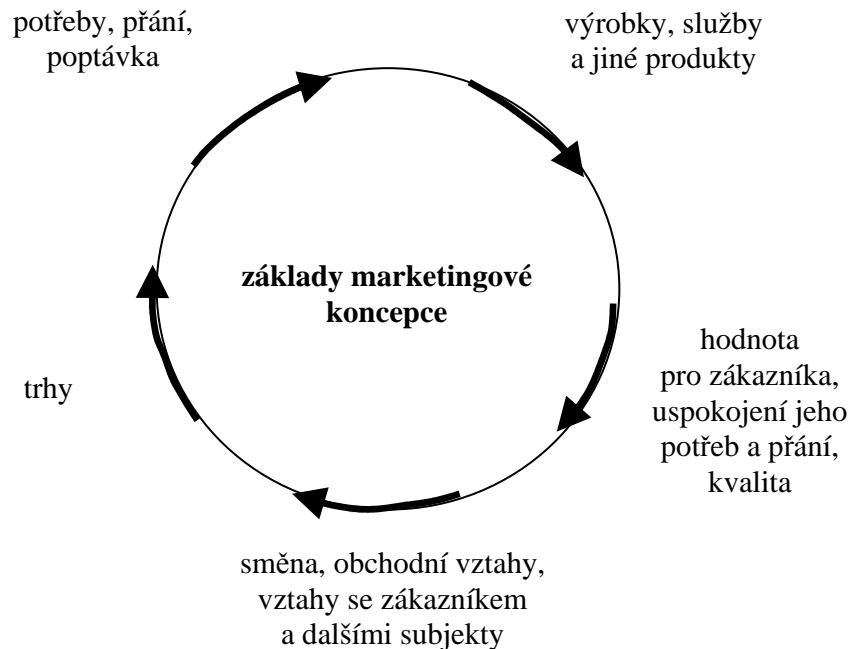 potřeby, přání,
poptávka
výrobky, služby
a jiné produkty
základy marketingové
koncepce
hodnota
pro zákazníka,
uspokojení jeho
potřeb a přání,
kvalita
trhy
směna, obchodní vztahy,
vztahy se zákazníkem
a dalšími subjekty